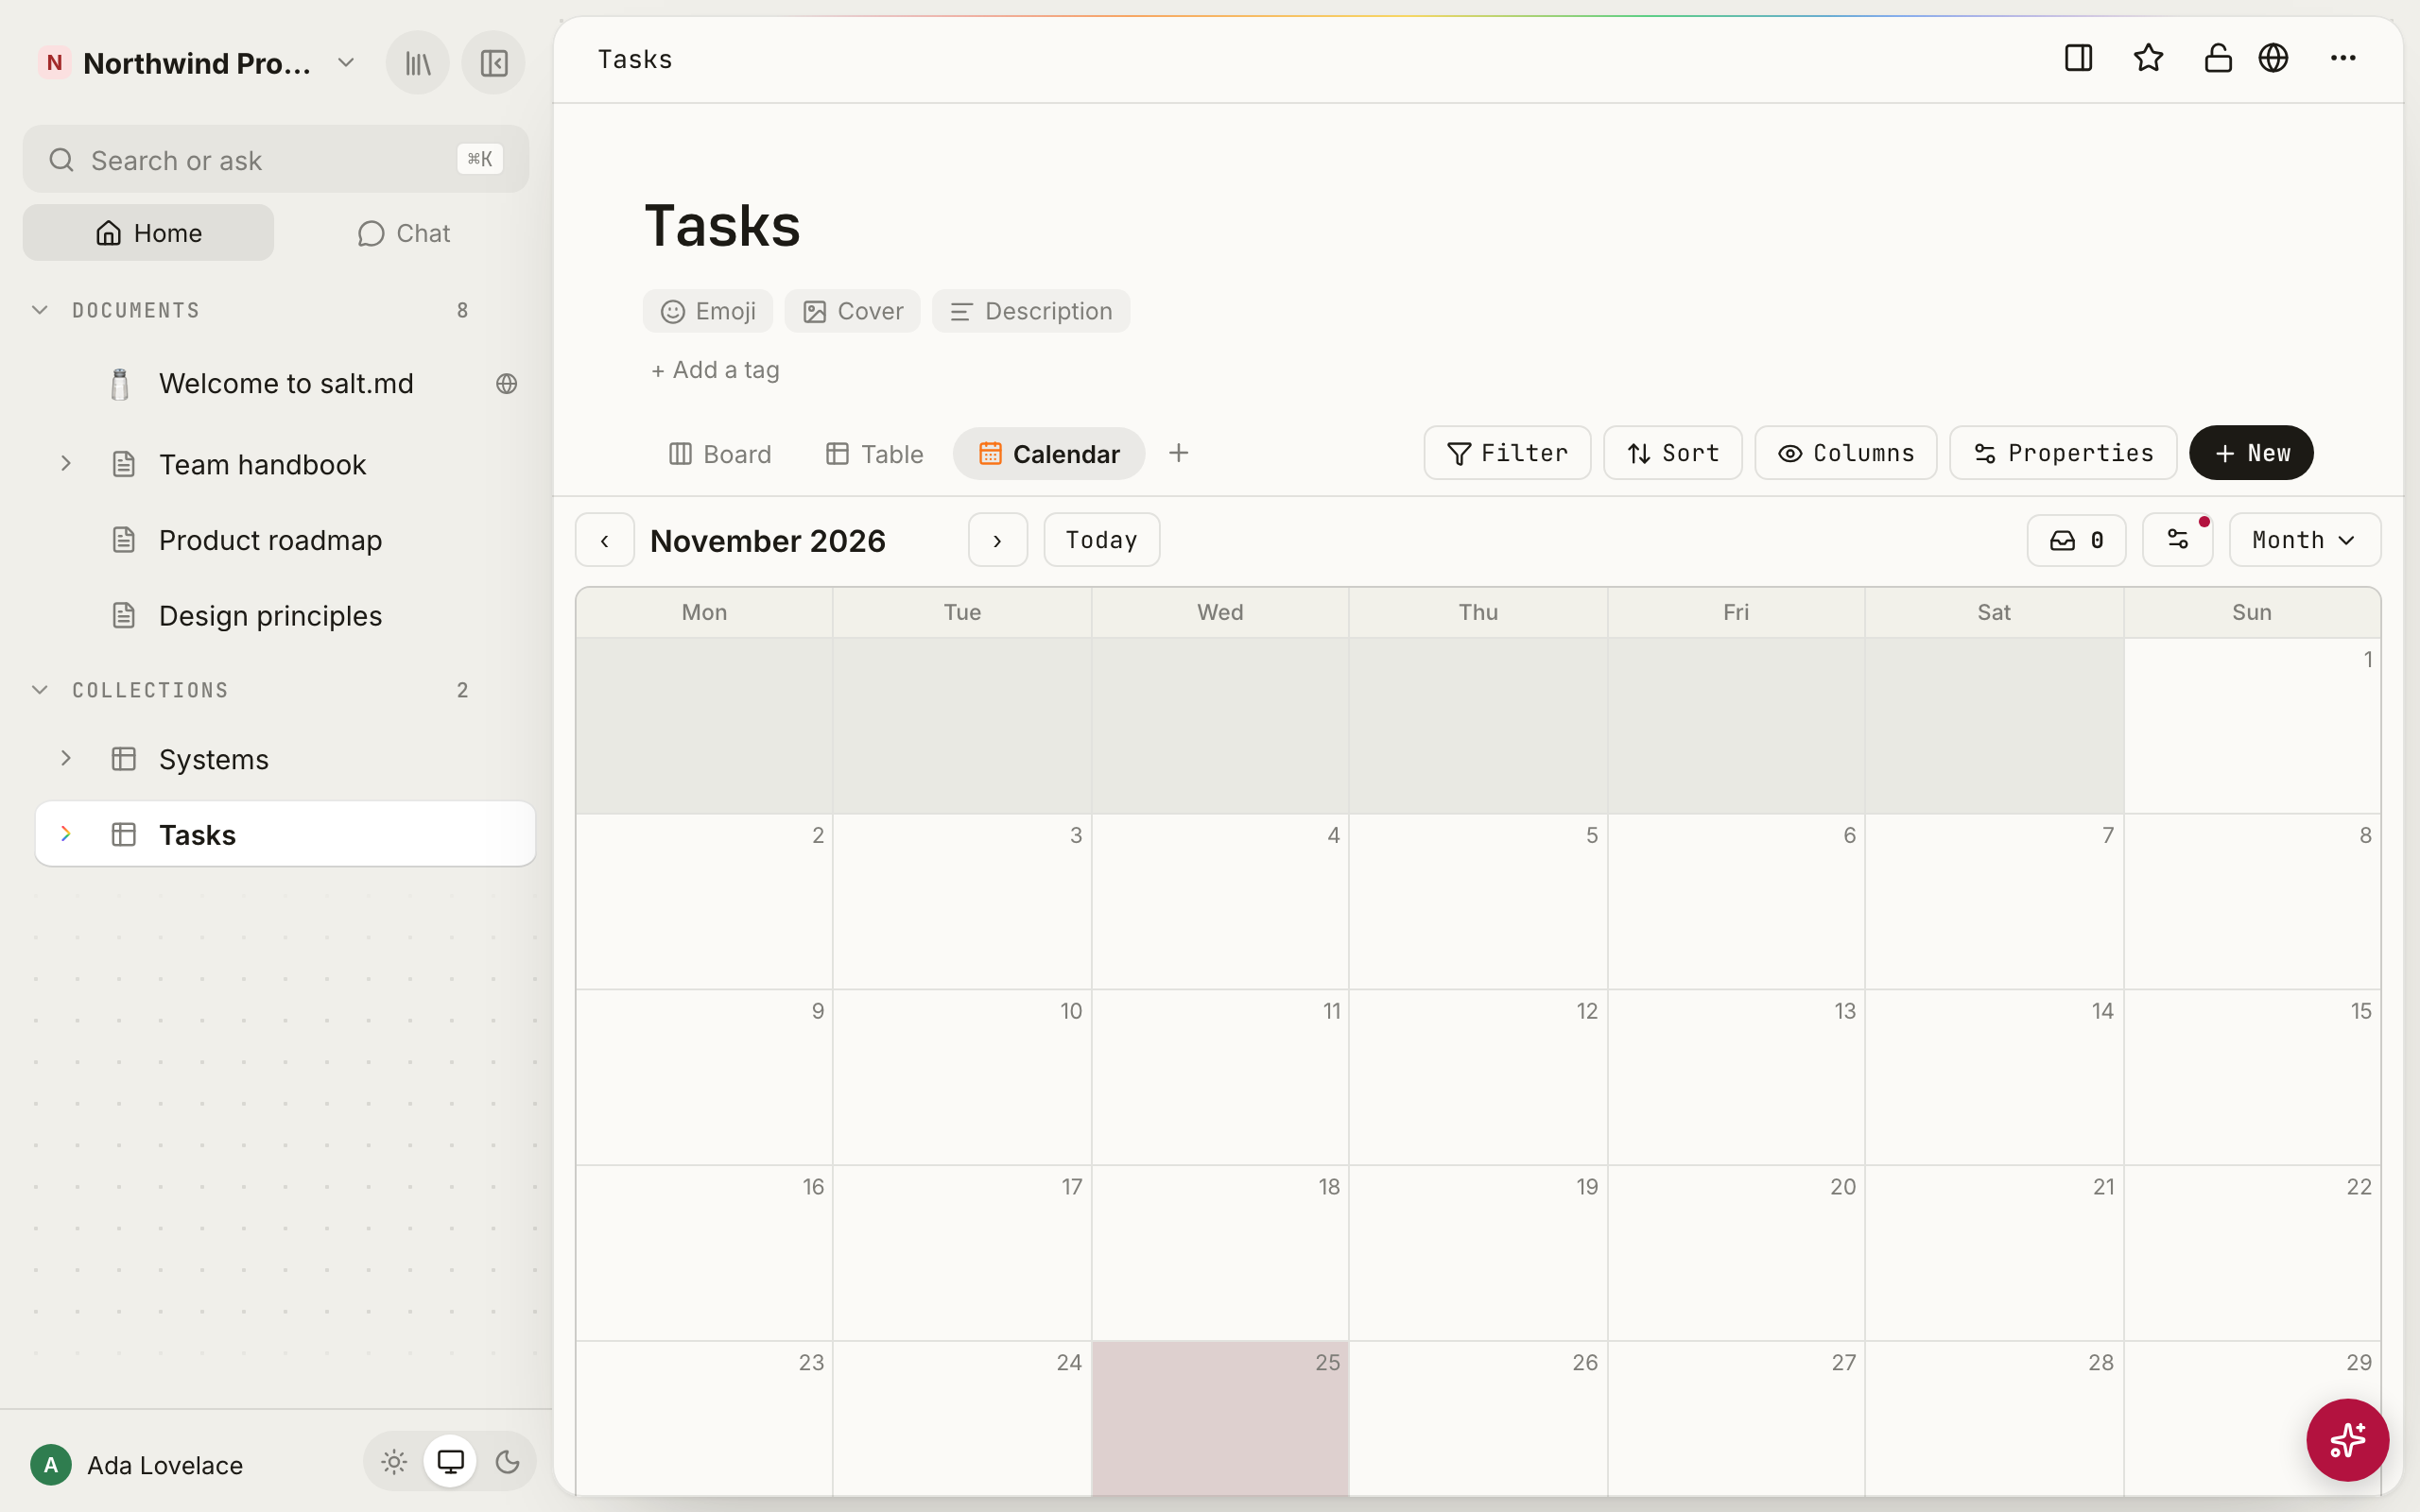 N Northwind Pro...
Search or ask ⌘K
Home Chat
DOCUMENTS 8
Welcome to salt.md
Team handbook
Product roadmap
Design principles
COLLECTIONS 2
Systems
Tasks
A Ada Lovelace
Tasks
Tasks
Emoji Cover Description
+ Add a tag
Board Table Calendar +
Filter Sort Columns Properties + New
‹ November 2026 › Today
0 Month
Mon Tue Wed Thu Fri Sat Sun
1
2 3 4 5 6 7 8
9 10 11 12 13 14 15
16 17 18 19 20 21 22
23 24 25 26 27 28 29